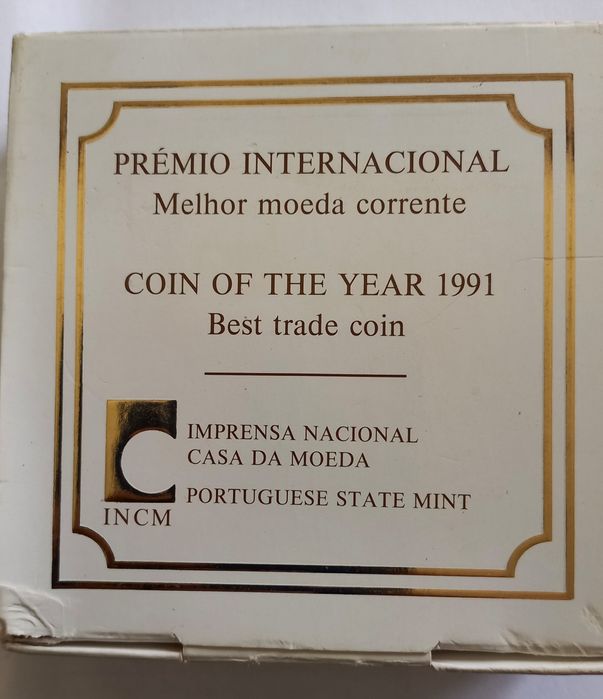 PRÉMIO INTERNACIONAL
Melhor moeda corrente
COIN OF THE YEAR 1991
Best trade coin
IMPRENSA NACIONAL
CASA DA MOEDA
PORTUGUESE STATE MINT
INCM